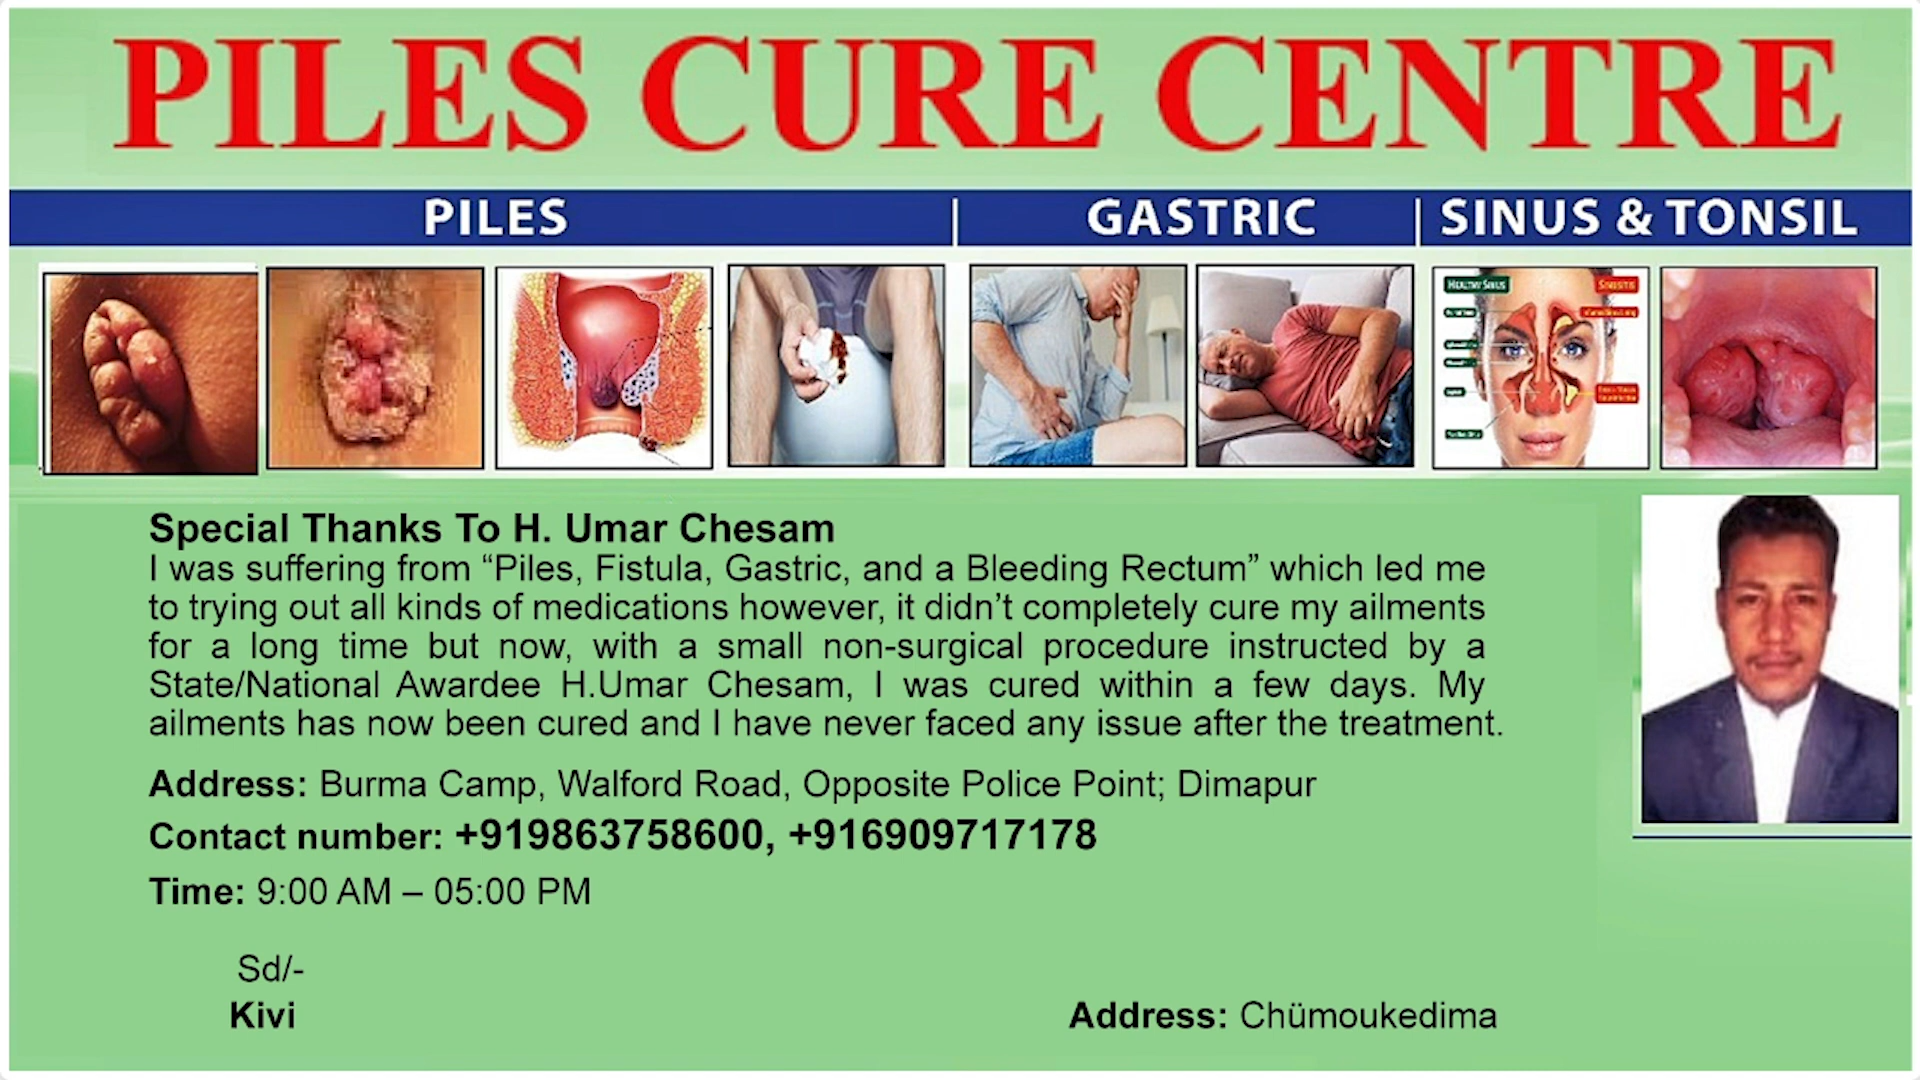 PILES CURE CENTRE
PILES | GASTRIC | SINUS & TONSIL
HEALTHY SINUS SINUSITIS
Special Thanks To H. Umar Chesam
I was suffering from “Piles, Fistula, Gastric, and a Bleeding Rectum” which led me
to trying out all kinds of medications however, it didn’t completely cure my ailments
for a long time but now, with a small non-surgical procedure instructed by a
State/National Awardee H.Umar Chesam, I was cured within a few days. My
ailments has now been cured and I have never faced any issue after the treatment.
Address: Burma Camp, Walford Road, Opposite Police Point; Dimapur
Contact number: +919863758600, +916909717178
Time: 9:00 AM – 05:00 PM
Sd/-
Kivi
Address: Chümoukedima